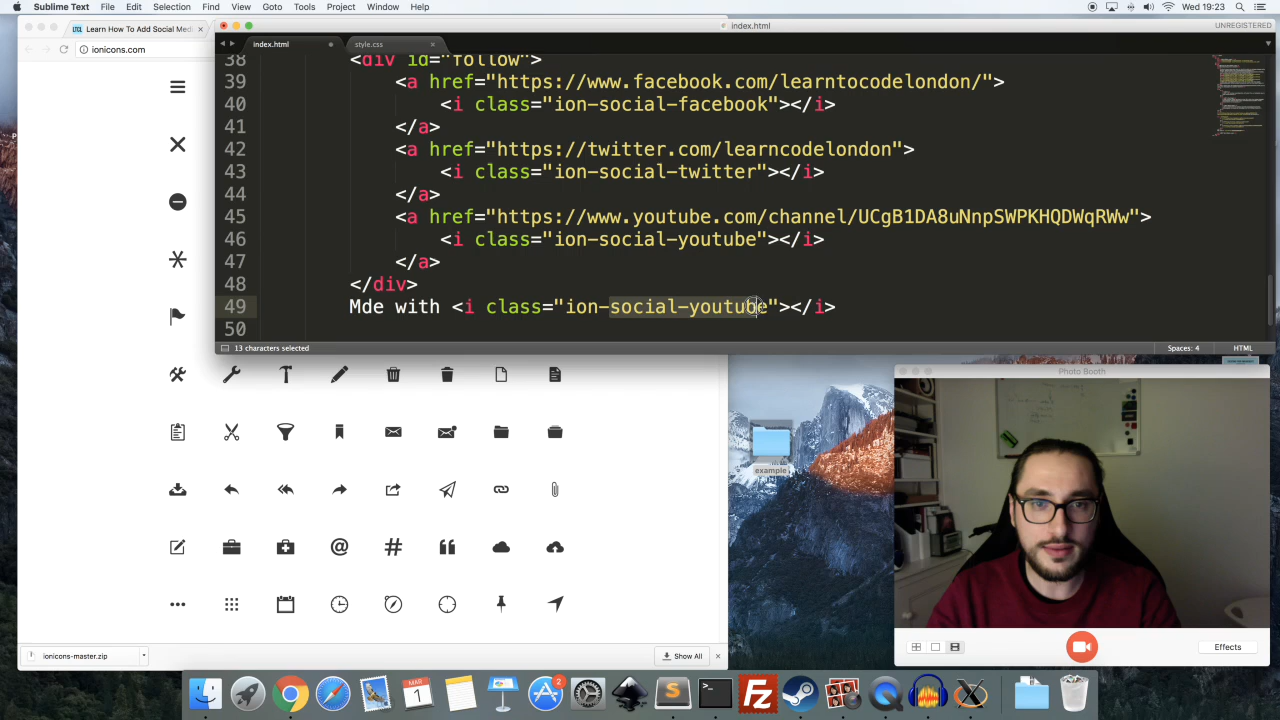 Sublime Text File Edit Selection Find View Goto Tools Project Window Help
Wed 19:23
Learn How To Add Social Med
ionicons.com
index.html
UNREGISTERED
index.html
style.css
38 <div id="follow">
39 <a href="https://www.facebook.com/learntocodelondon/">
40 <i class="ion-social-facebook"></i>
41 </a>
42 <a href="https://twitter.com/learncodelondon">
43 <i class="ion-social-twitter"></i>
44 </a>
45 <a href="https://www.youtube.com/channel/UCgB1DA8uNnpSWPKHQDWqRWw">
46 <i class="ion-social-youtube"></i>
47 </a>
48 </div>
49 Mde with <i class="ion-social-youtube"></i>
50
13 characters selected
Spaces: 4
HTML
Photo Booth
example
Effects
ionicons-master.zip
Show All
MAR
1
2